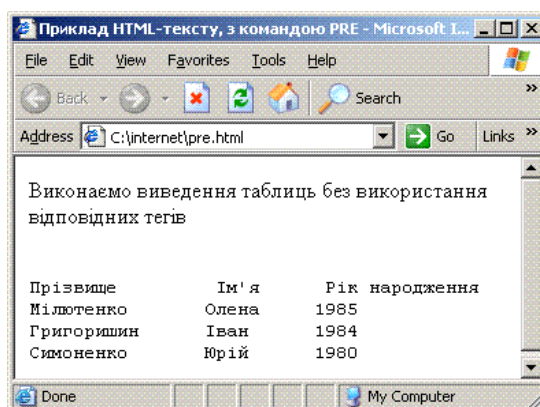 Приклад HTML-тексту, з командою PRE - Microsoft I...
File Edit View Favorites Tools Help
Back Search »
Address C:\internet\pre.html Go Links »
Виконаємо виведення таблиць без використання
відповідних тегів
Прізвище Ім'я Рік народження
Мілютенко Олена 1985
Григоришин Іван 1984
Симоненко Юрій 1980
Done My Computer